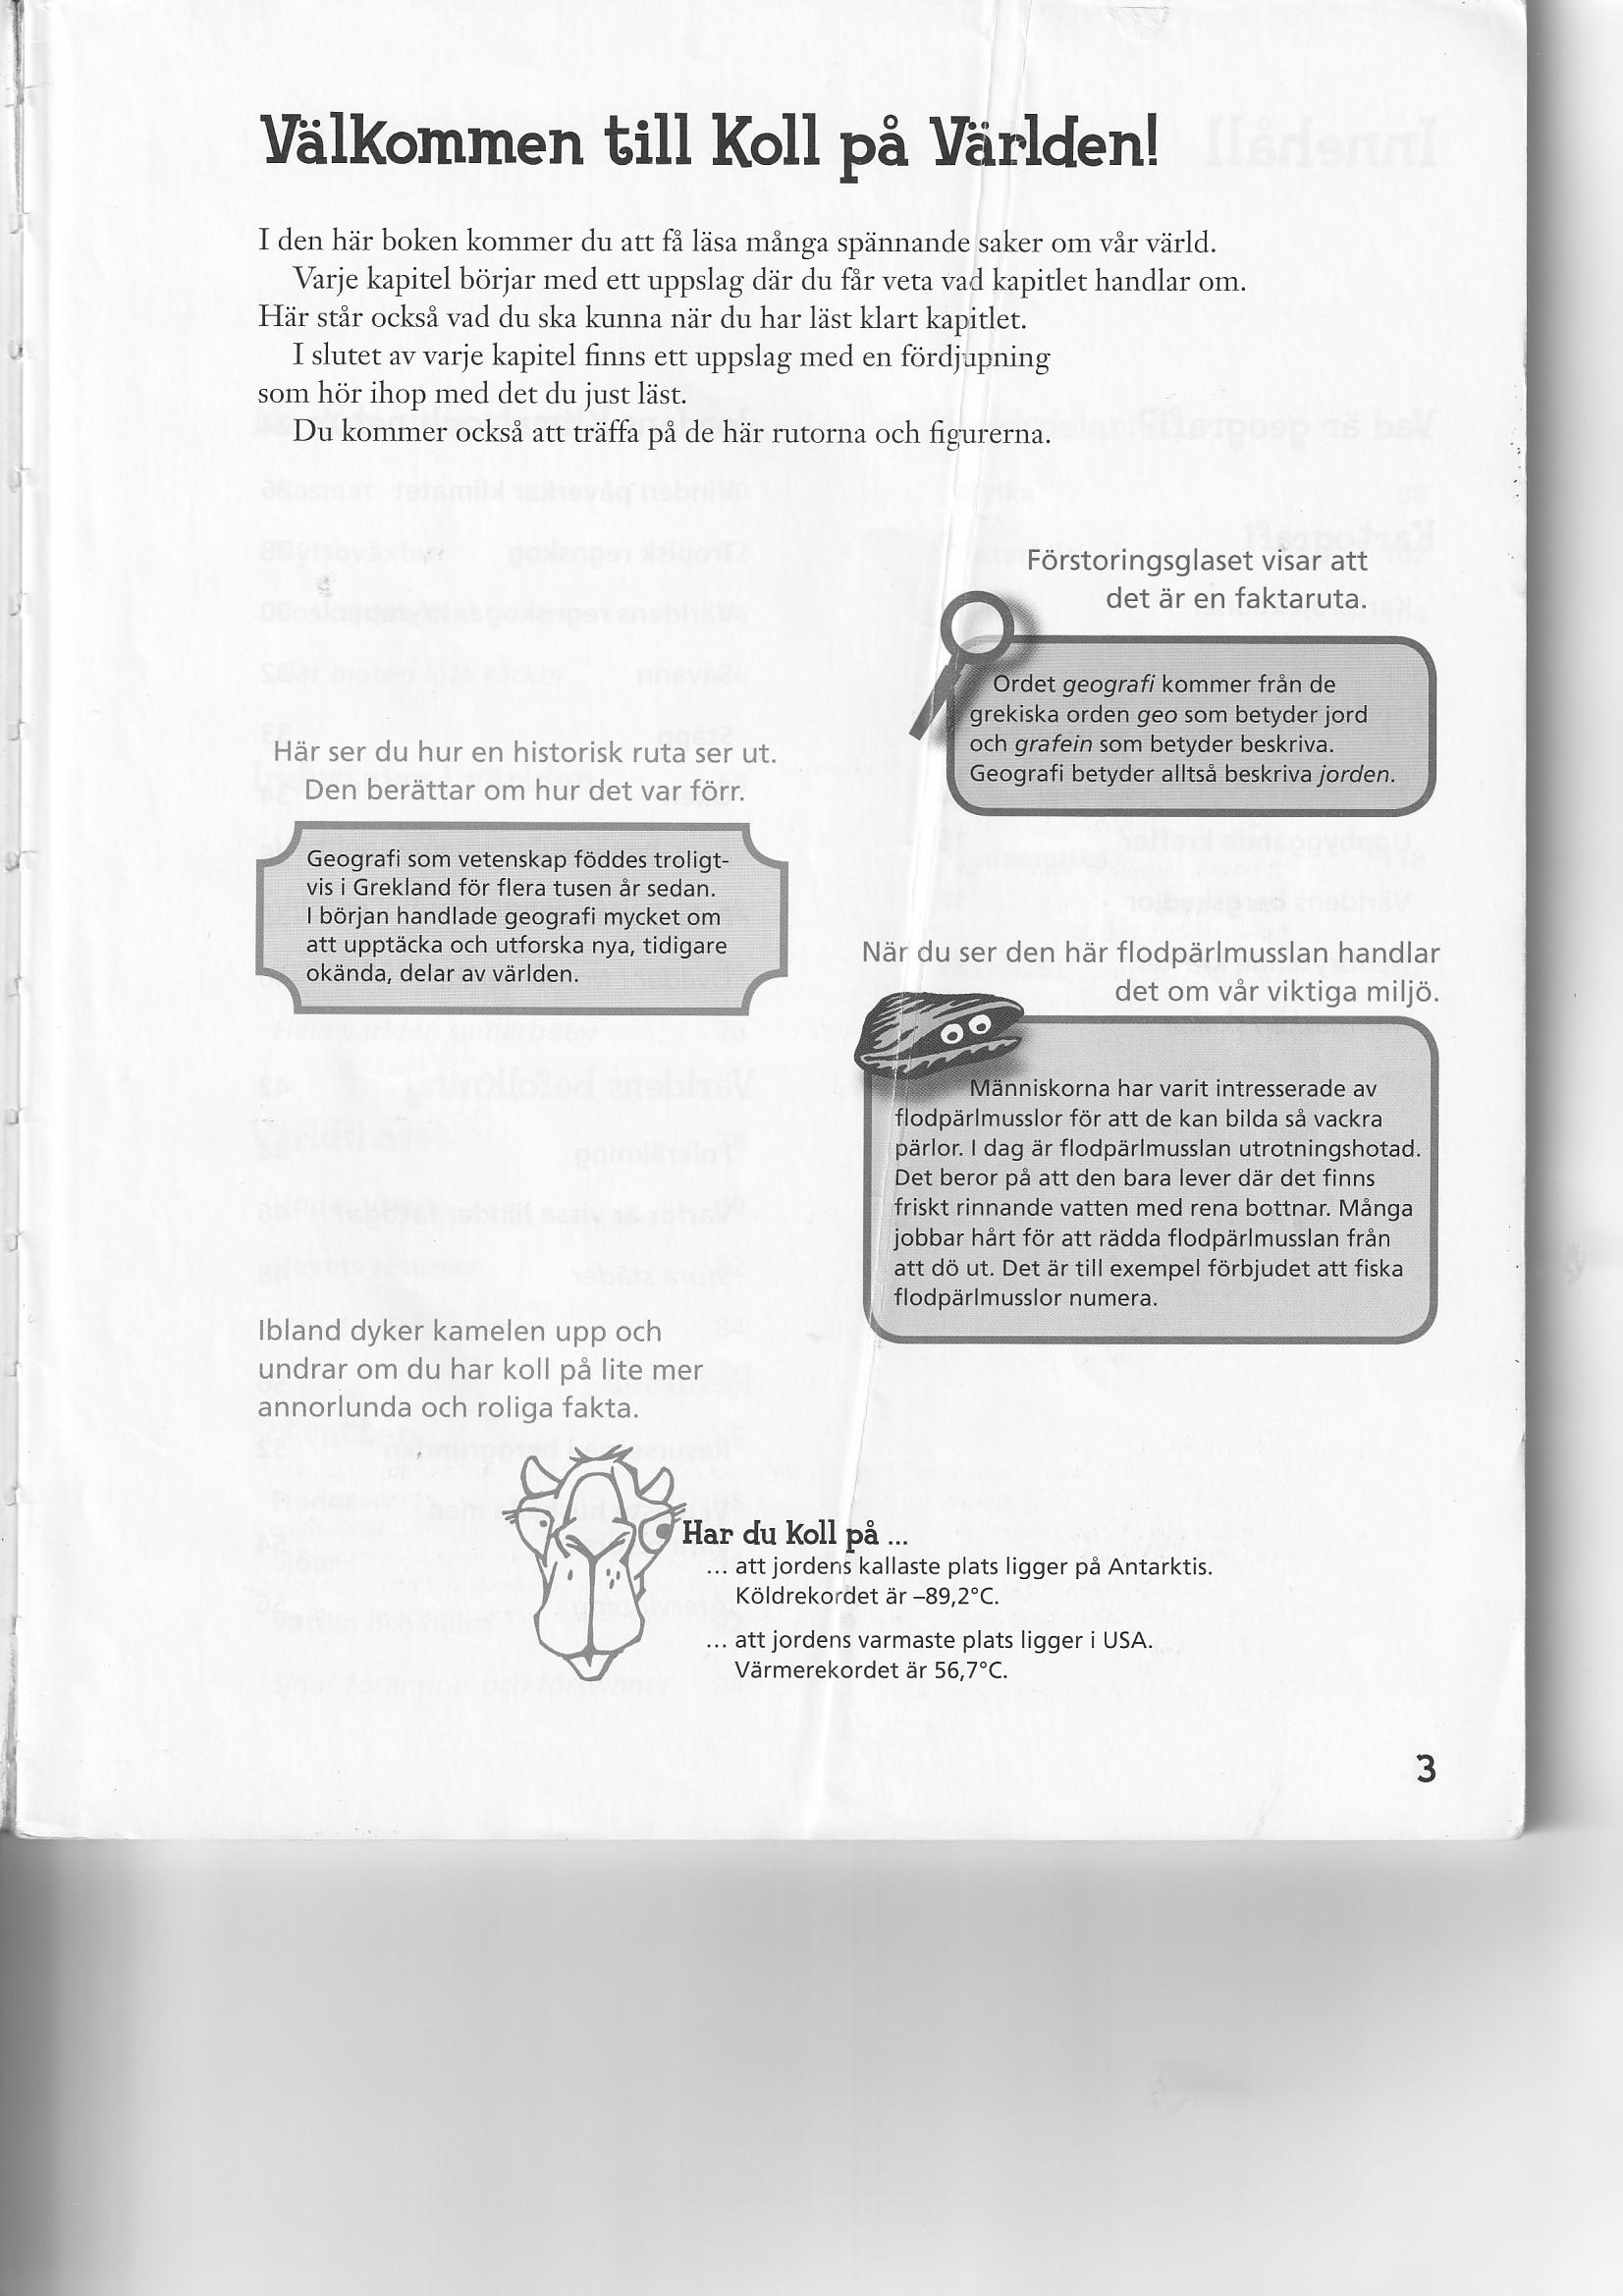 Välkommen till Koll på Världen!
I den här boken kommer du att få läsa många spännande saker om vår värld.
Varje kapitel börjar med ett uppslag där du får veta vad kapitlet handlar om.
Här står också vad du ska kunna när du har läst klart kapitlet.
I slutet av varje kapitel finns ett uppslag med en fördjupning
som hör ihop med det du just läst.
Du kommer också att träffa på de här rutorna och figurerna.
Förstoringsglaset visar att
det är en faktaruta.
Ordet geografi kommer från de
grekiska orden geo som betyder jord
och grafein som betyder beskriva.
Geografi betyder alltså beskriva jorden.
Här ser du hur en historisk ruta ser ut.
Den berättar om hur det var förr.
Geografi som vetenskap föddes troligt-
vis i Grekland för flera tusen år sedan.
I början handlade geografi mycket om
att upptäcka och utforska nya, tidigare
okända, delar av världen.
När du ser den här flodpärlmusslan handlar
det om vår viktiga miljö.
Människorna har varit intresserade av
flodpärlmusslor för att de kan bilda så vackra
pärlor. I dag är flodpärlmusslan utrotningshotad.
Det beror på att den bara lever där det finns
friskt rinnande vatten med rena bottnar. Många
jobbar hårt för att rädda flodpärlmusslan från
att dö ut. Det är till exempel förbjudet att fiska
flodpärlmusslor numera.
Ibland dyker kamelen upp och
undrar om du har koll på lite mer
annorlunda och roliga fakta.
Har du koll på ...
... att jordens kallaste plats ligger på Antarktis.
Köldrekordet är –89,2°C.
... att jordens varmaste plats ligger i USA.
Värmerekordet är 56,7°C.
3